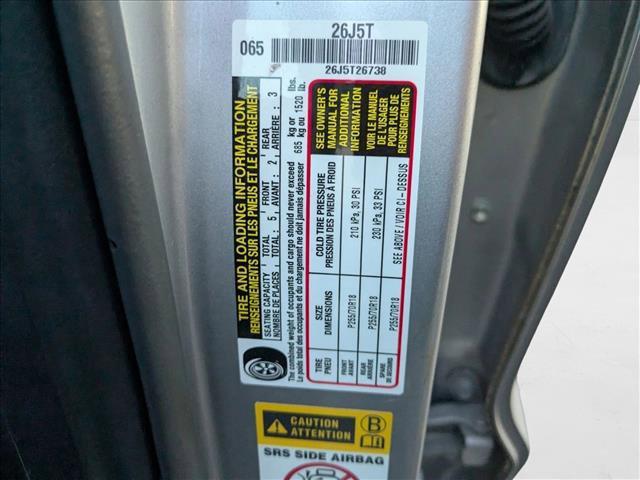 26J5T
065
26J5T26738
TIRE AND LOADING INFORMATION
RENSEIGNEMENTS SUR LES PNEUS ET LE CHARGEMENT
SEATING CAPACITY TOTAL: 5, FRONT : 2, REAR : 3
NOMBRE DE PLACES TOTAL : 5, AVANT : 2, ARRIÈRE : 3
The combined weight of occupants and cargo should never exceed 685 kg or 1520 lbs.
Le poids total des occupants et du chargement ne doit jamais dépasser 685 kg ou 1520 lb.
TIRE SIZE COLD TIRE PRESSURE
PNEU DIMENSIONS PRESSION DES PNEUS À FROID
FRONT P255/70R18 210 kPa, 30 PSI
AVANT
REAR P255/70R18 230 kPa, 33 PSI
ARRIÈRE
SPARE P255/70R18 SEE ABOVE / VOIR CI - DESSUS
DE SECOURS
SEE OWNER'S
MANUAL FOR
ADDITIONAL
INFORMATION
VOIR LE MANUEL
DE L'USAGER
POUR PLUS DE
RENSEIGNEMENTS
CAUTION
ATTENTION
B
SRS SIDE AIRBAG